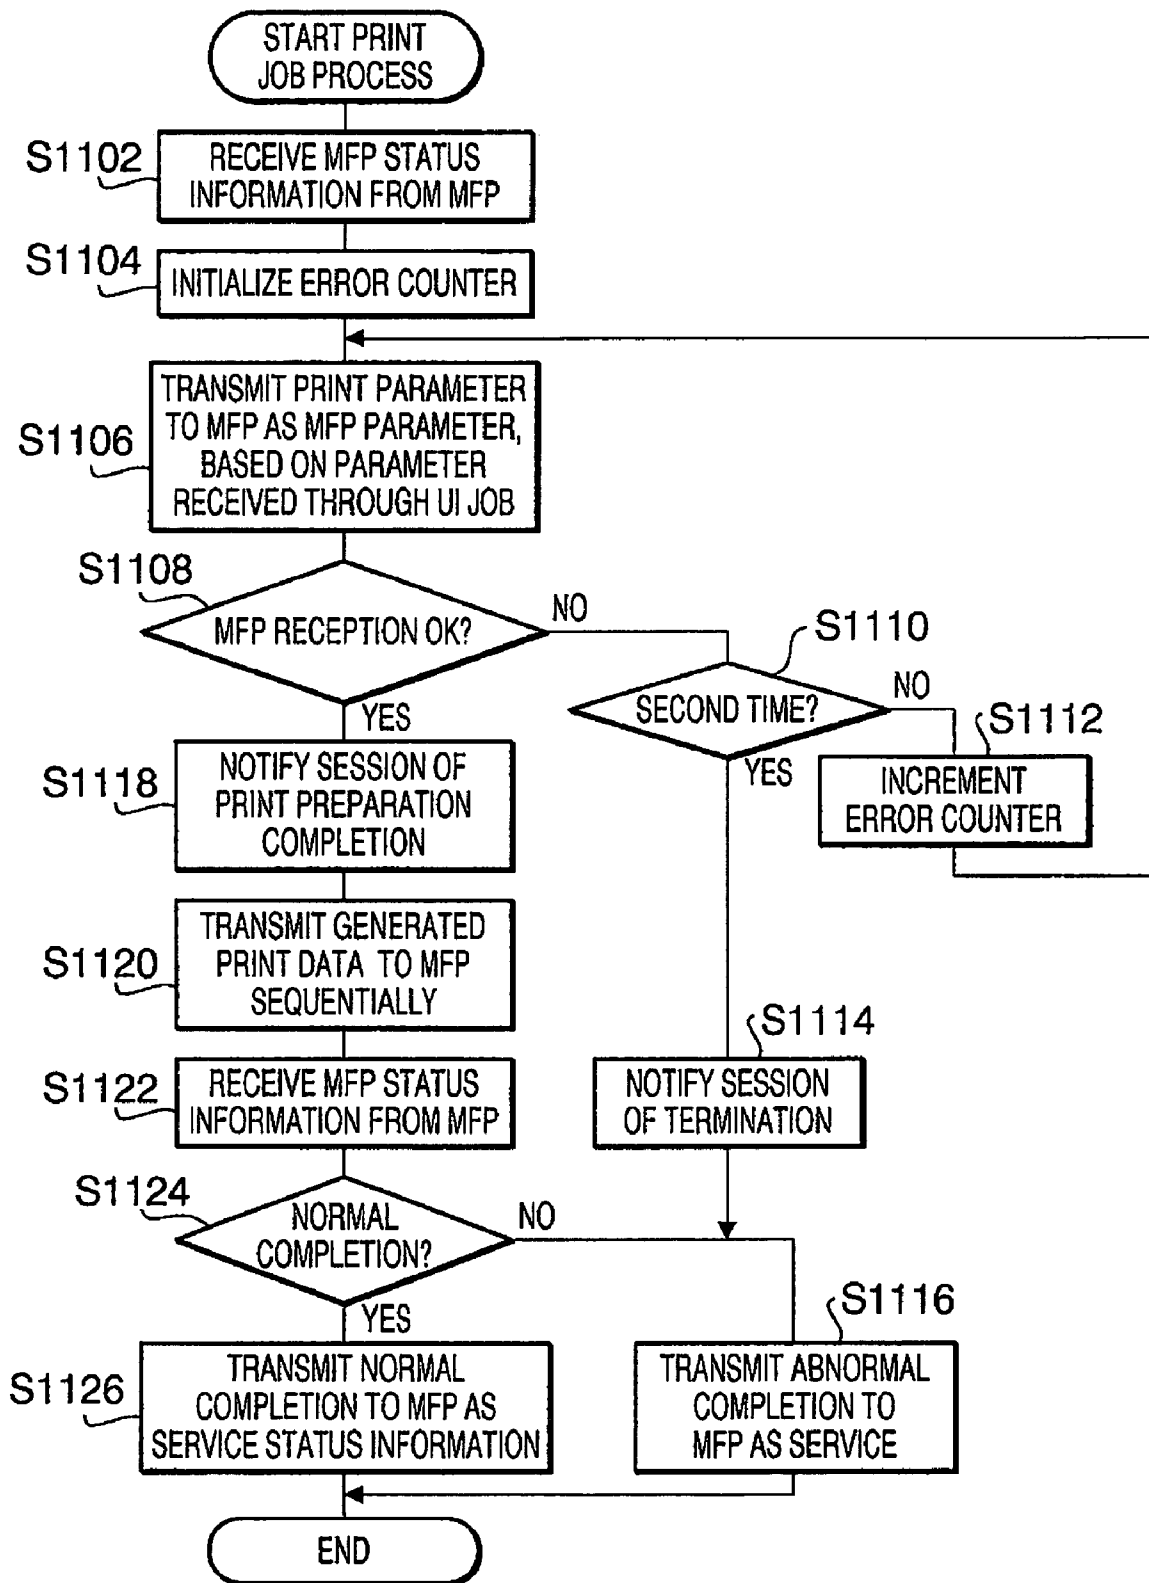 START PRINT
JOB PROCESS
S1102
RECEIVE MFP STATUS
INFORMATION FROM MFP
S1104
INITIALIZE ERROR COUNTER
S1106
TRANSMIT PRINT PARAMETER
TO MFP AS MFP PARAMETER,
BASED ON PARAMETER
RECEIVED THROUGH UI JOB
S1108
MFP RECEPTION OK?
NO
YES
S1110
SECOND TIME?
NO
YES
S1112
INCREMENT
ERROR COUNTER
S1118
NOTIFY SESSION OF
PRINT PREPARATION
COMPLETION
S1120
TRANSMIT GENERATED
PRINT DATA TO MFP
SEQUENTIALLY
S1122
RECEIVE MFP STATUS
INFORMATION FROM MFP
S1114
NOTIFY SESSION
OF TERMINATION
S1124
NORMAL
COMPLETION?
NO
YES
S1116
TRANSMIT ABNORMAL
COMPLETION TO
MFP AS SERVICE
S1126
TRANSMIT NORMAL
COMPLETION TO MFP AS
SERVICE STATUS INFORMATION
END